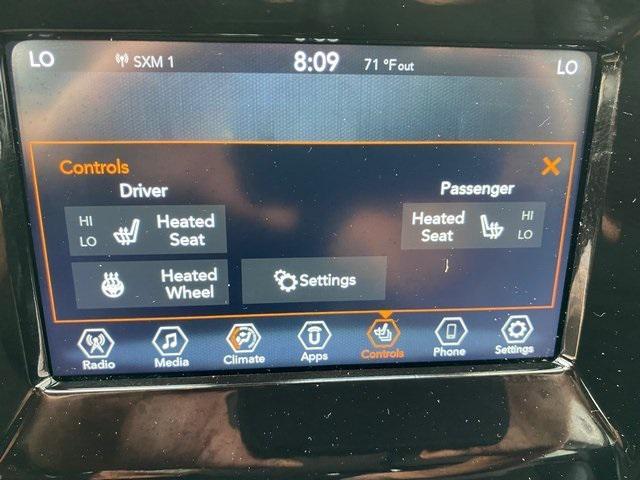 LO SXM 1 8:09 71 °F out LO
Controls
Driver Passenger
HI
LO
Heated
Seat
Heated
Seat
HI
LO
Heated
Wheel
Settings
Radio Media Climate Apps Controls Phone Settings